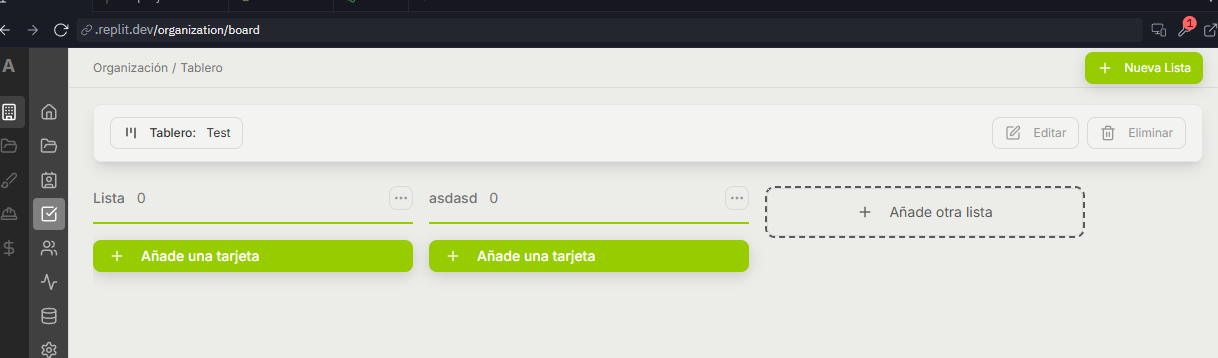 .replit.dev/organization/board
1
A
Organización / Tablero
+ Nueva Lista
Tablero: Test
Editar
Eliminar
Lista 0
asdasd 0
+ Añade otra lista
+ Añade una tarjeta
+ Añade una tarjeta